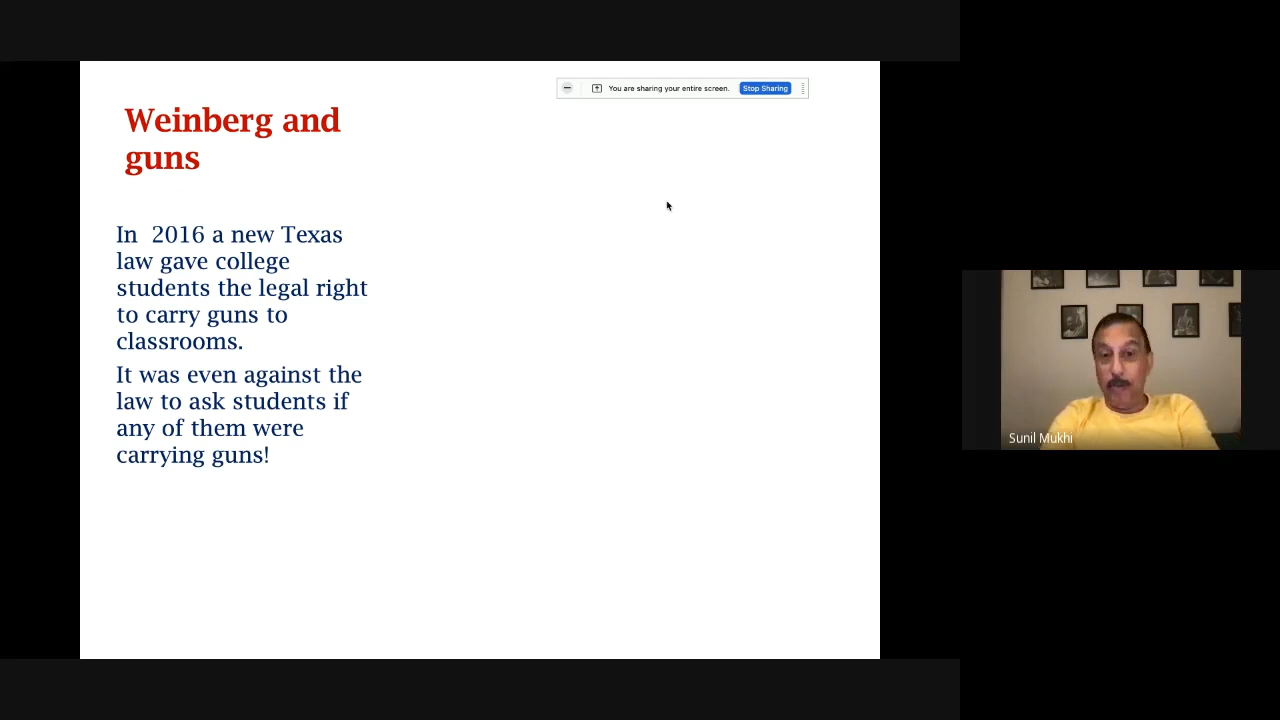 You are sharing your entire screen. Stop Sharing
Weinberg and
guns
In 2016 a new Texas
law gave college
students the legal right
to carry guns to
classrooms.
It was even against the
law to ask students if
any of them were
carrying guns!
Sunil Mukhi